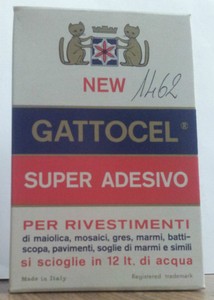 NEW 1462
GATTOCEL®
SUPER ADESIVO
PER RIVESTIMENTI
di maiolica, mosaici, gres, marmi, batti-
scopa, pavimenti, soglie di marmi e simili
si scioglie in 12 lt. di acqua
Made in Italy Registered trademark